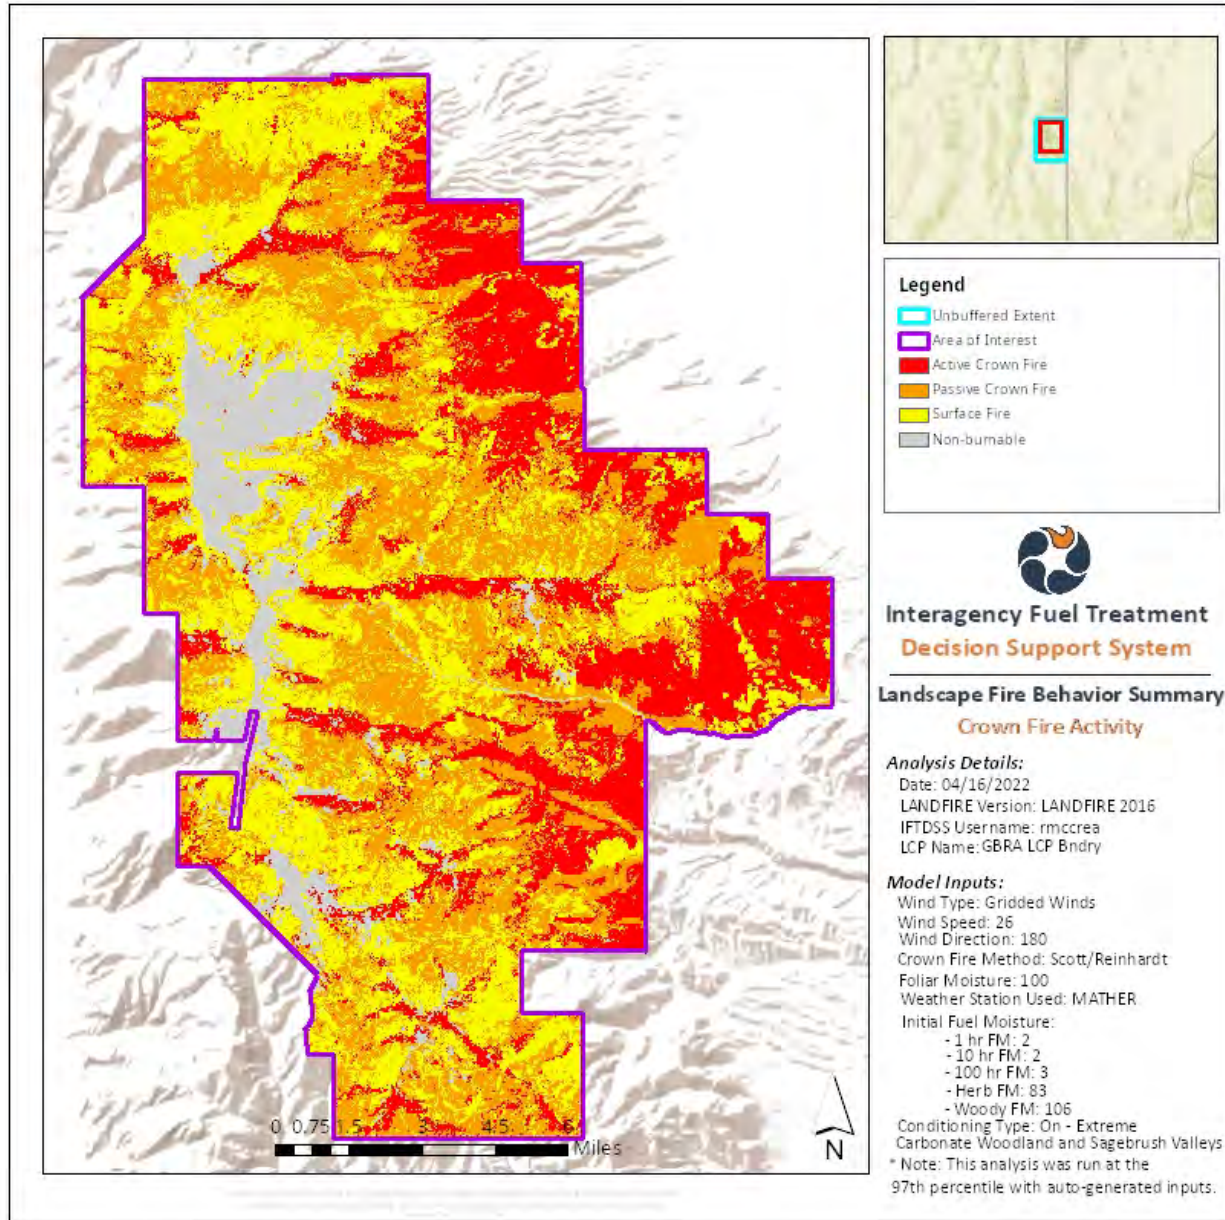 Legend
Unbuffered Extent
Area of Interest
Active Crown Fire
Passive Crown Fire
Surface Fire
Non-burnable
Interagency Fuel Treatment
Decision Support System
Landscape Fire Behavior Summary
Crown Fire Activity
Analysis Details:
Date: 04/16/2022
LANDFIRE Version: LANDFIRE 2016
IFTDSS Username: rmccrea
LCP Name: GBRA LCP Bndry
Model Inputs:
Wind Type: Gridded Winds
Wind Speed: 26
Wind Direction: 180
Crown Fire Method: Scott/Reinhardt
Foliar Moisture: 100
Weather Station Used: MATHER
Initial Fuel Moisture:
- 1 hr FM: 2
- 10 hr FM: 2
- 100 hr FM: 3
- Herb FM: 83
- Woody FM: 106
Conditioning Type: On - Extreme
Carbonate Woodland and Sagebrush Valleys
* Note: This analysis was run at the
97th percentile with auto-generated inputs.
0 0.75 1.5 3 4.5 6
Miles
N